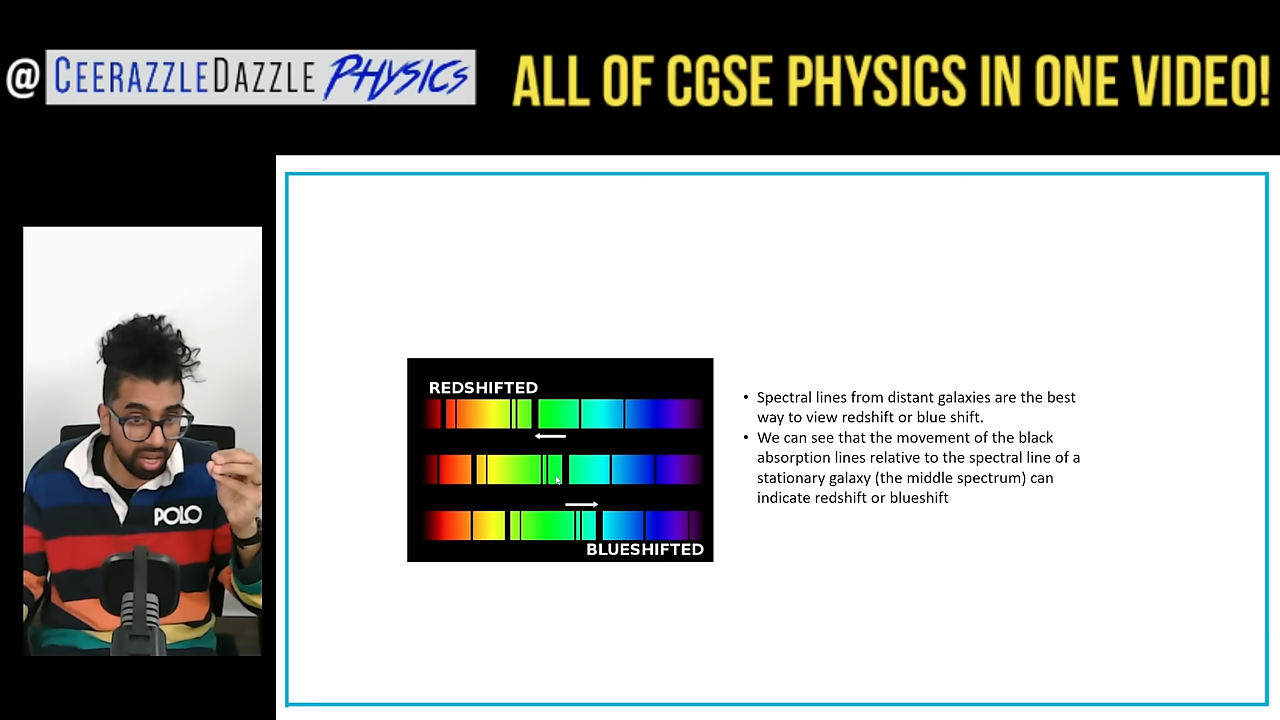 @CEERAZZLEDAZZLE PHYSICS
ALL OF CGSE PHYSICS IN ONE VIDEO!
REDSHIFTED
BLUESHIFTED
• Spectral lines from distant galaxies are the best
way to view redshift or blue shift.
• We can see that the movement of the black
absorption lines relative to the spectral line of a
stationary galaxy (the middle spectrum) can
indicate redshift or blueshift
POLO